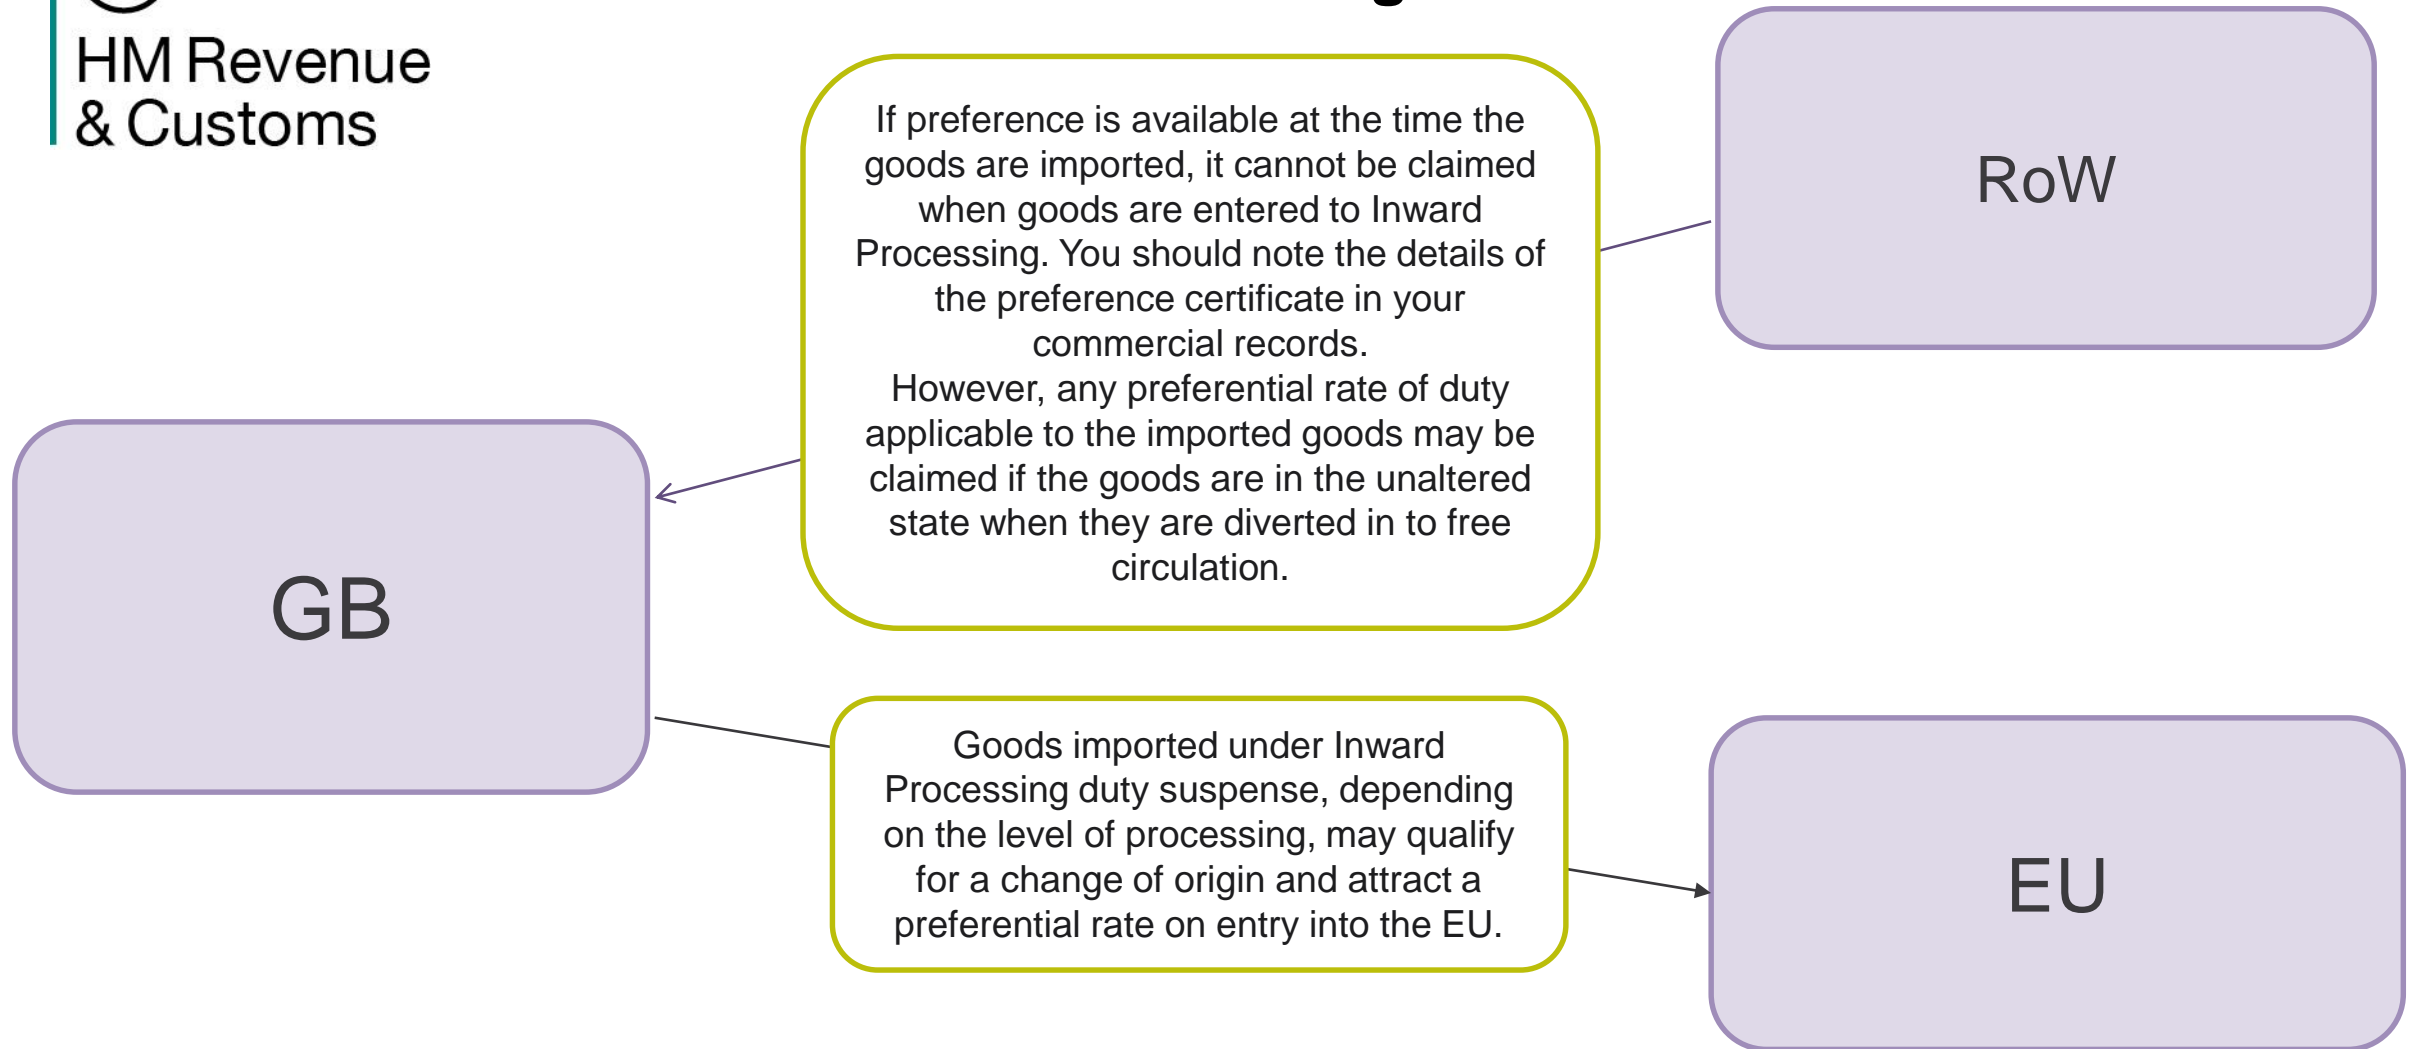 HM Revenue
& Customs
RoW
If preference is available at the time the
goods are imported, it cannot be claimed
when goods are entered to Inward
Processing. You should note the details of
the preference certificate in your
commercial records.
However, any preferential rate of duty
applicable to the imported goods may be
claimed if the goods are in the unaltered
state when they are diverted in to free
circulation.
GB
Goods imported under Inward
Processing duty suspense, depending
on the level of processing, may qualify
for a change of origin and attract a
preferential rate on entry into the EU.
EU